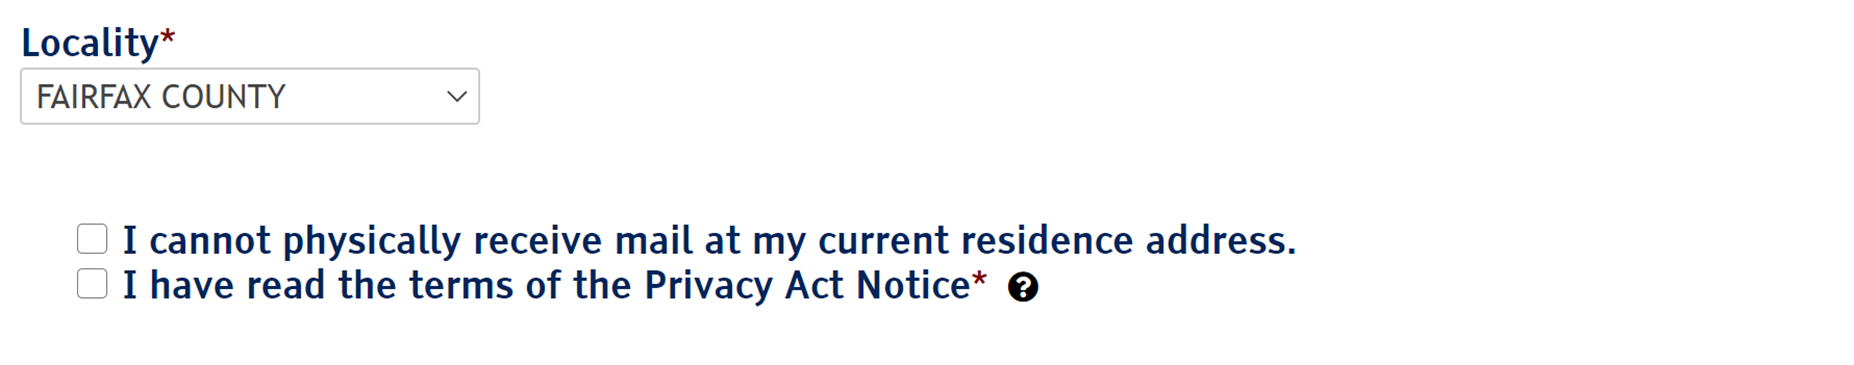 Locality*
FAIRFAX COUNTY
I cannot physically receive mail at my current residence address.
I have read the terms of the Privacy Act Notice* ?